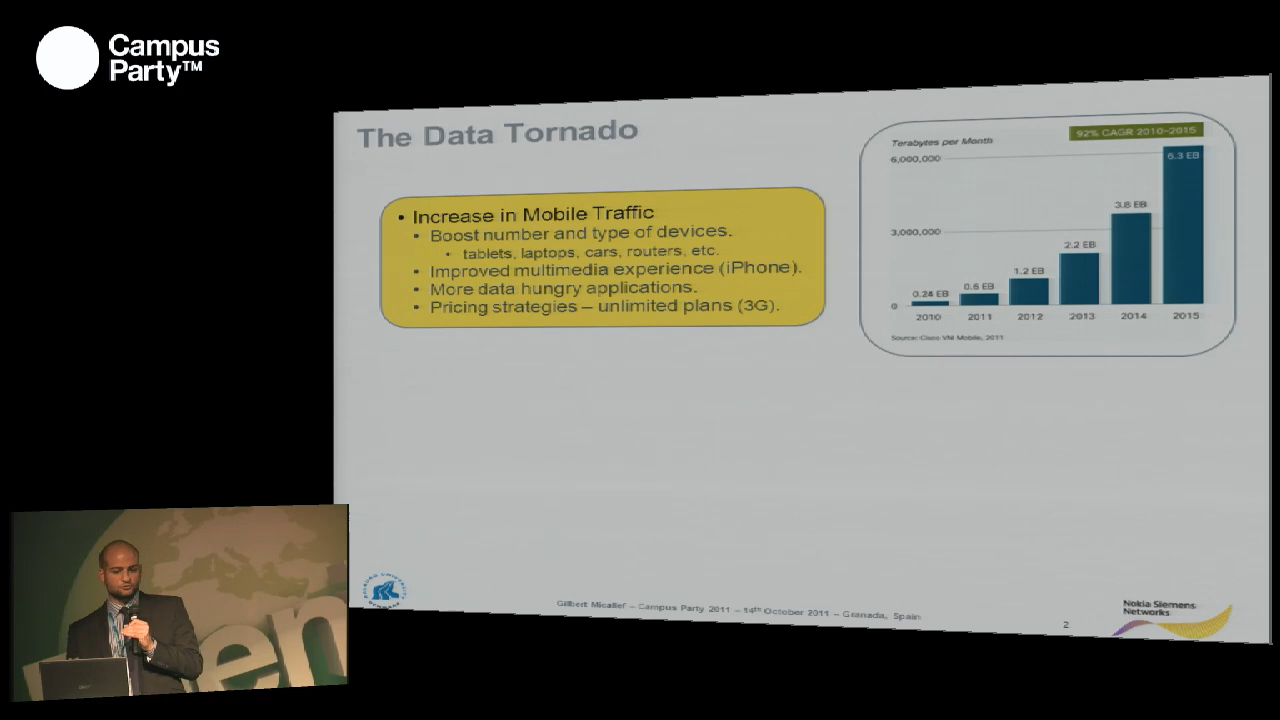 Campus
Party™
The Data Tornado
• Increase in Mobile Traffic
• Boost number and type of devices.
• tablets, laptops, cars, routers, etc.
• Improved multimedia experience (iPhone).
• More data hungry applications.
• Pricing strategies – unlimited plans (3G).
92% CAGR 2010–2015
Terabytes per Month
6,000,000
3,000,000
0
0.24 EB
0.6 EB
1.2 EB
2.2 EB
3.8 EB
6.3 EB
2010 2011 2012 2013 2014 2015
Source: Cisco VNI Mobile, 2011
Gilbert Micallef – Campus Party 2011 – 14th October 2011 – Granada, Spain
2
Nokia Siemens
Networks
en